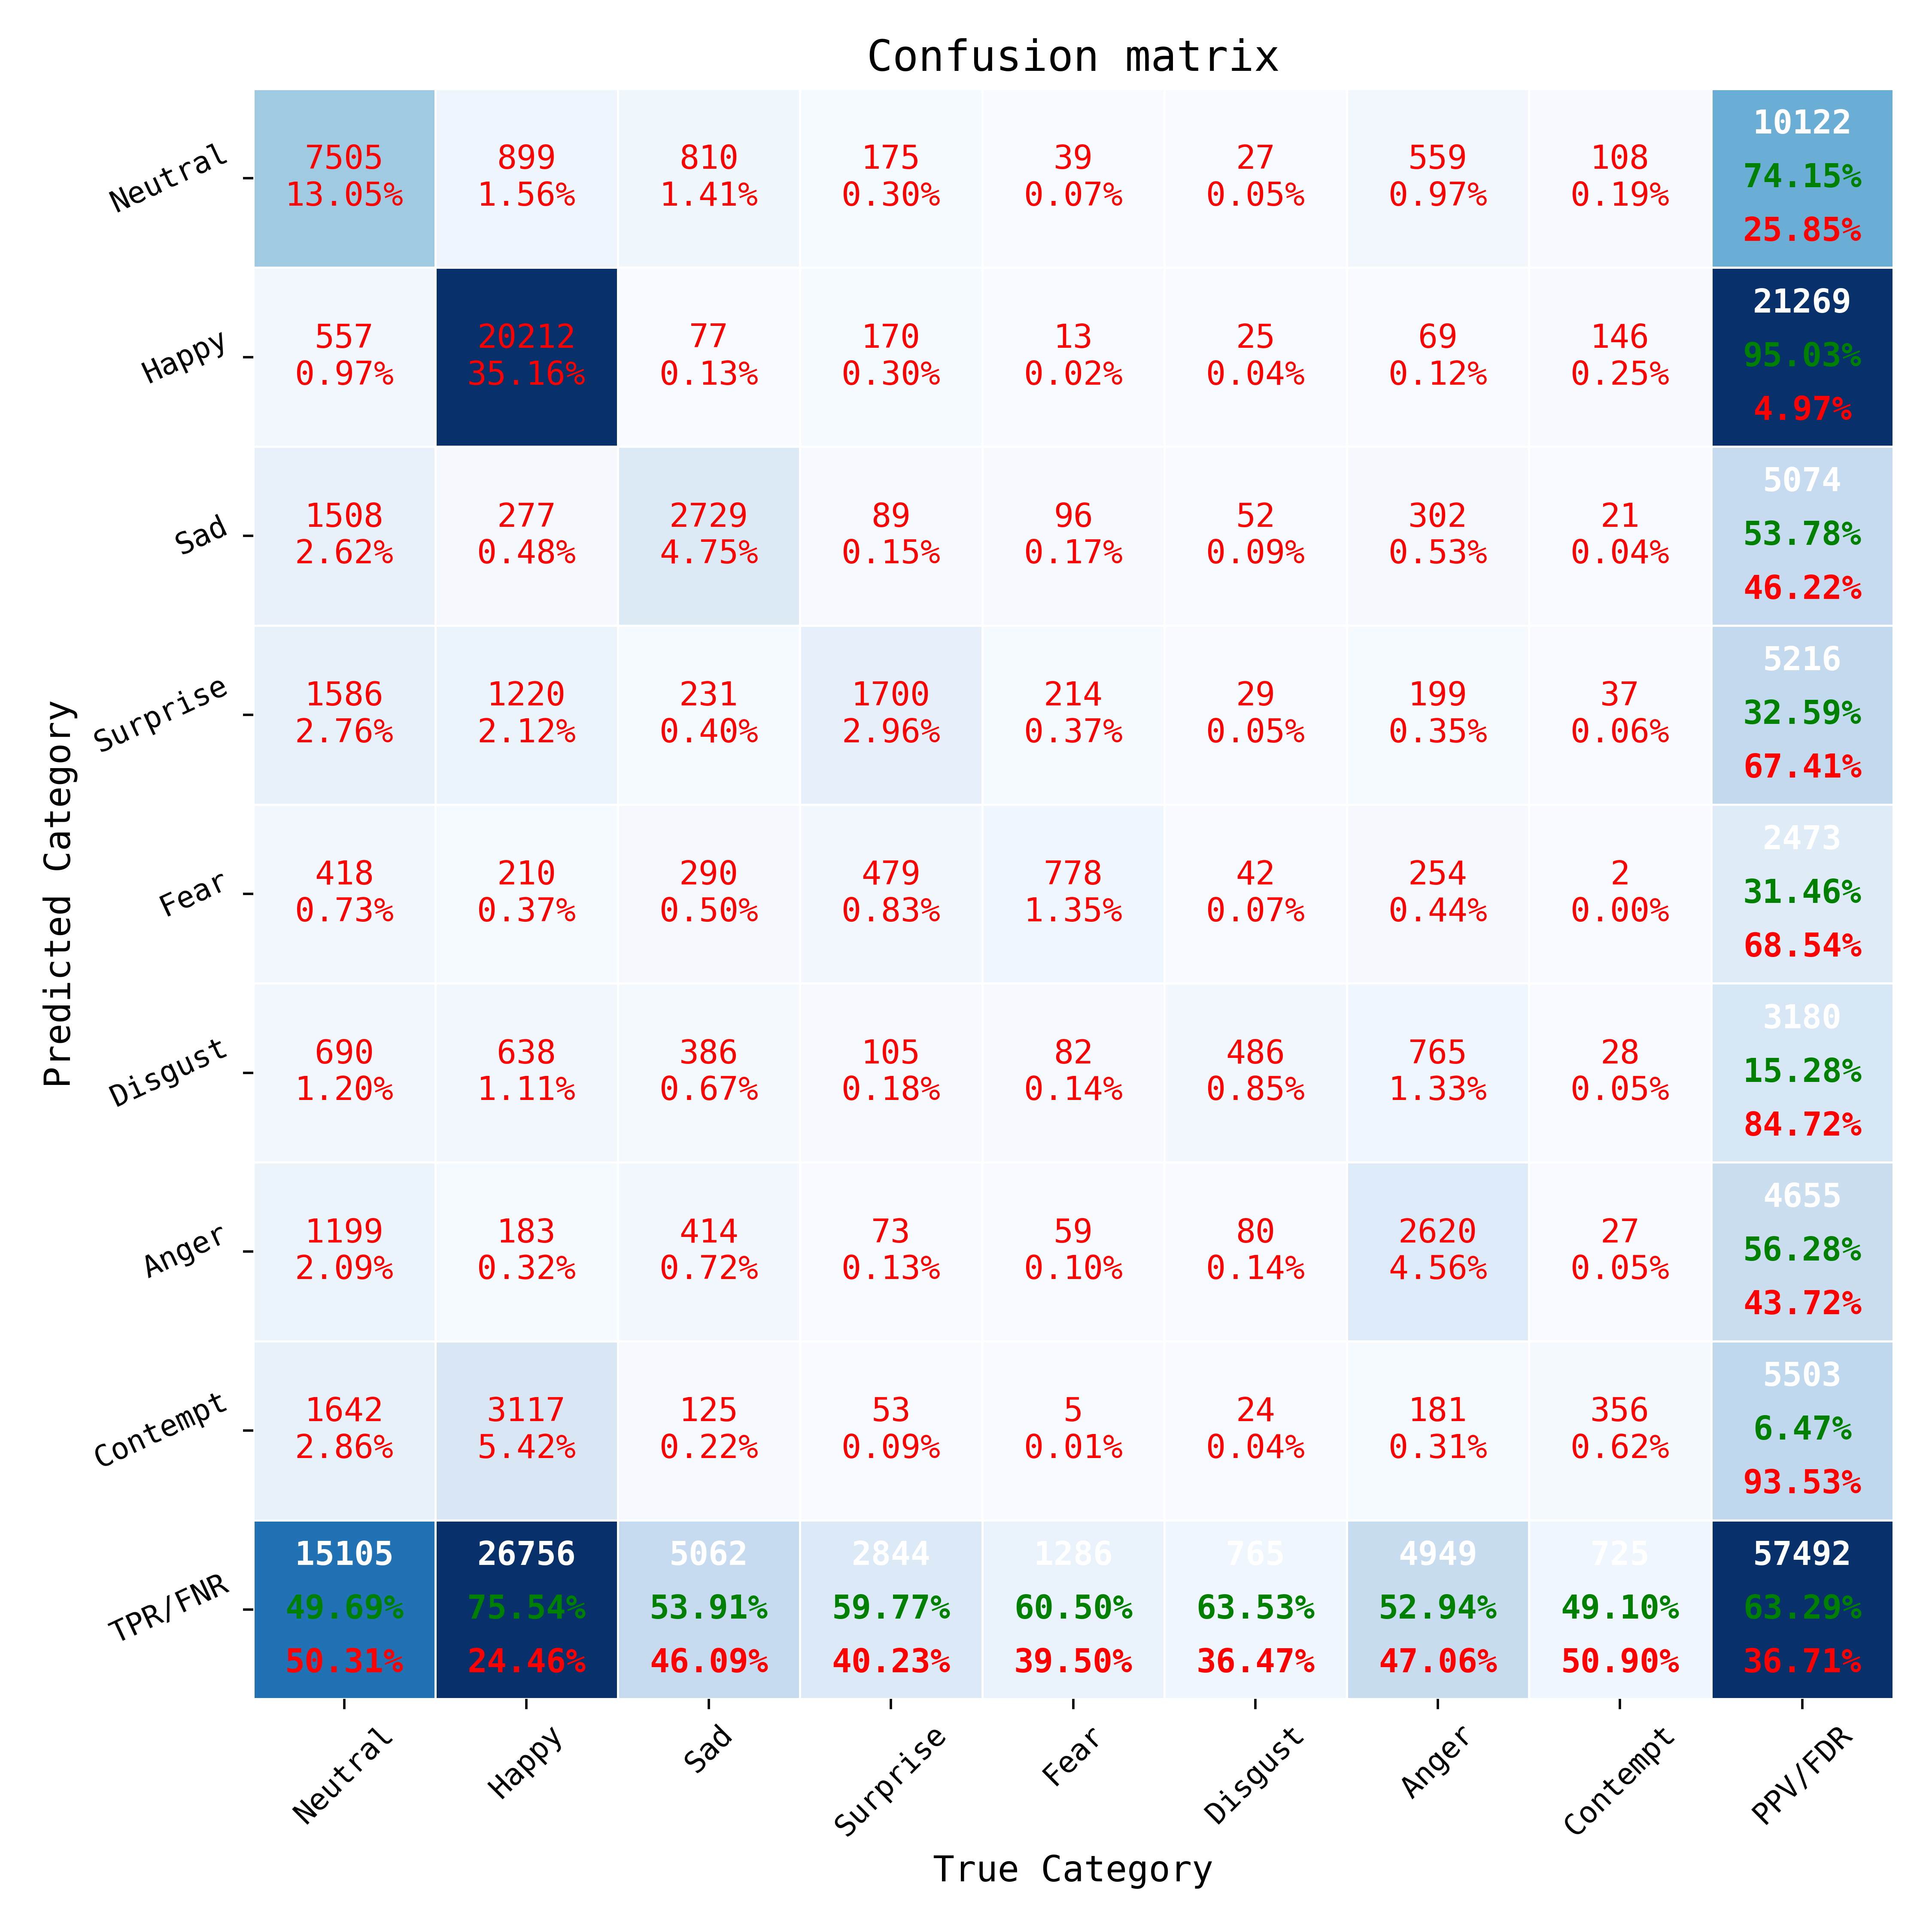 Confusion matrix
Predicted Category
Neutral
7505 899 810 175 39 27 559 108 10122
13.05% 1.56% 1.41% 0.30% 0.07% 0.05% 0.97% 0.19% 74.15%
25.85%
Happy
557 20212 77 170 13 25 69 146 21269
0.97% 35.16% 0.13% 0.30% 0.02% 0.04% 0.12% 0.25% 95.03%
4.97%
Sad
1508 277 2729 89 96 52 302 21 5074
2.62% 0.48% 4.75% 0.15% 0.17% 0.09% 0.53% 0.04% 53.78%
46.22%
Surprise
1586 1220 231 1700 214 29 199 37 5216
2.76% 2.12% 0.40% 2.96% 0.37% 0.05% 0.35% 0.06% 32.59%
67.41%
Fear
418 210 290 479 778 42 254 2 2473
0.73% 0.37% 0.50% 0.83% 1.35% 0.07% 0.44% 0.00% 31.46%
68.54%
Disgust
690 638 386 105 82 486 765 28 3180
1.20% 1.11% 0.67% 0.18% 0.14% 0.85% 1.33% 0.05% 15.28%
84.72%
Anger
1199 183 414 73 59 80 2620 27 4655
2.09% 0.32% 0.72% 0.13% 0.10% 0.14% 4.56% 0.05% 56.28%
43.72%
Contempt
1642 3117 125 53 5 24 181 356 5503
2.86% 5.42% 0.22% 0.09% 0.01% 0.04% 0.31% 0.62% 6.47%
93.53%
TPR/FNR
15105 26756 5062 2844 1286 765 4949 725 57492
49.69% 75.54% 53.91% 59.77% 60.50% 63.53% 52.94% 49.10% 63.29%
50.31% 24.46% 46.09% 40.23% 39.50% 36.47% 47.06% 50.90% 36.71%
Neutral Happy Sad Surprise Fear Disgust Anger Contempt PPV/FDR
True Category